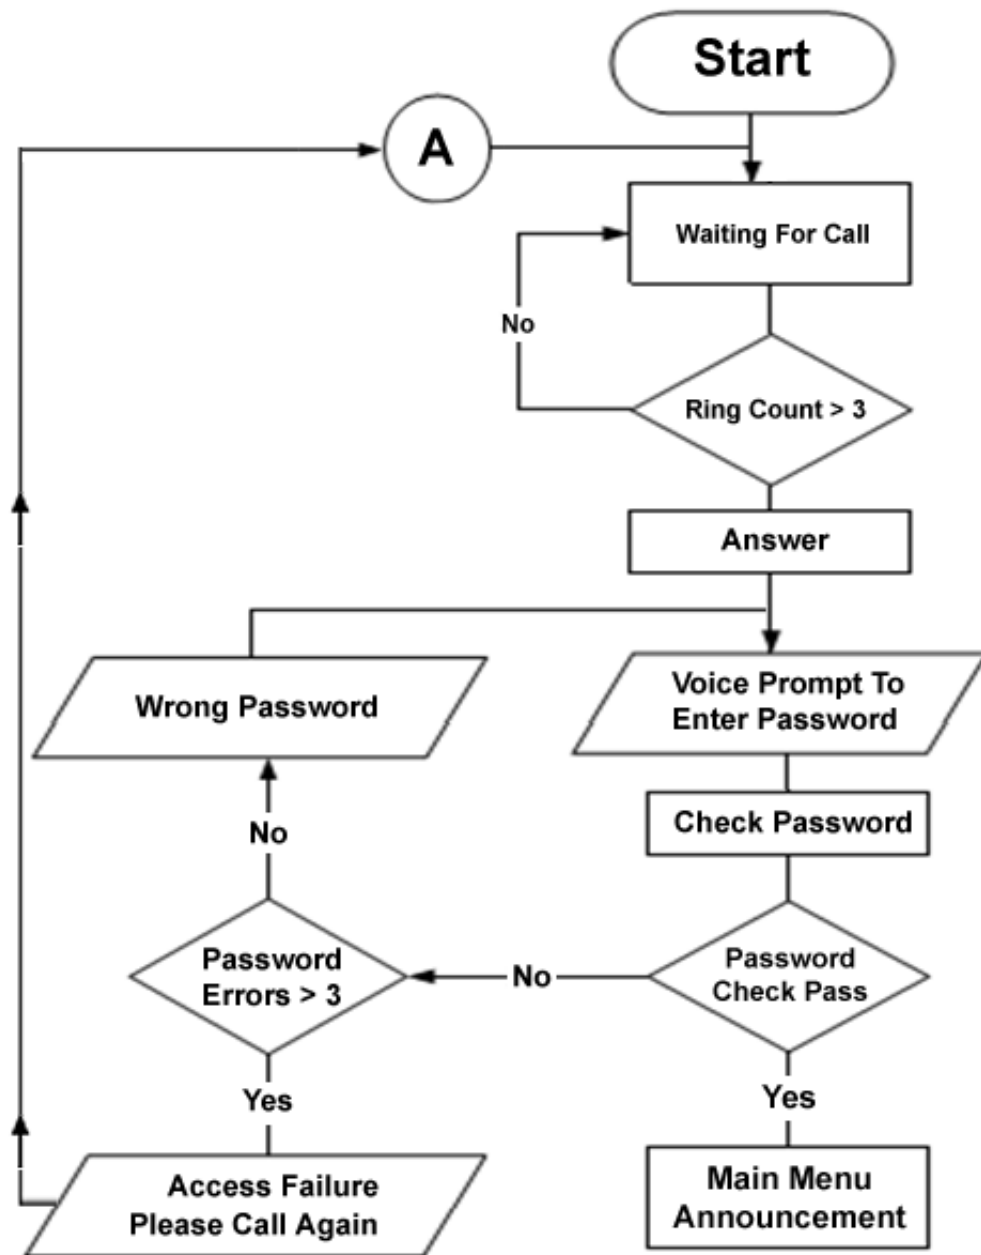 Start
A
Waiting For Call
No
Ring Count > 3
Answer
Wrong Password
Voice Prompt To
Enter Password
Check Password
No
Password
Errors > 3
No
Password
Check Pass
Yes
Yes
Access Failure
Please Call Again
Main Menu
Announcement